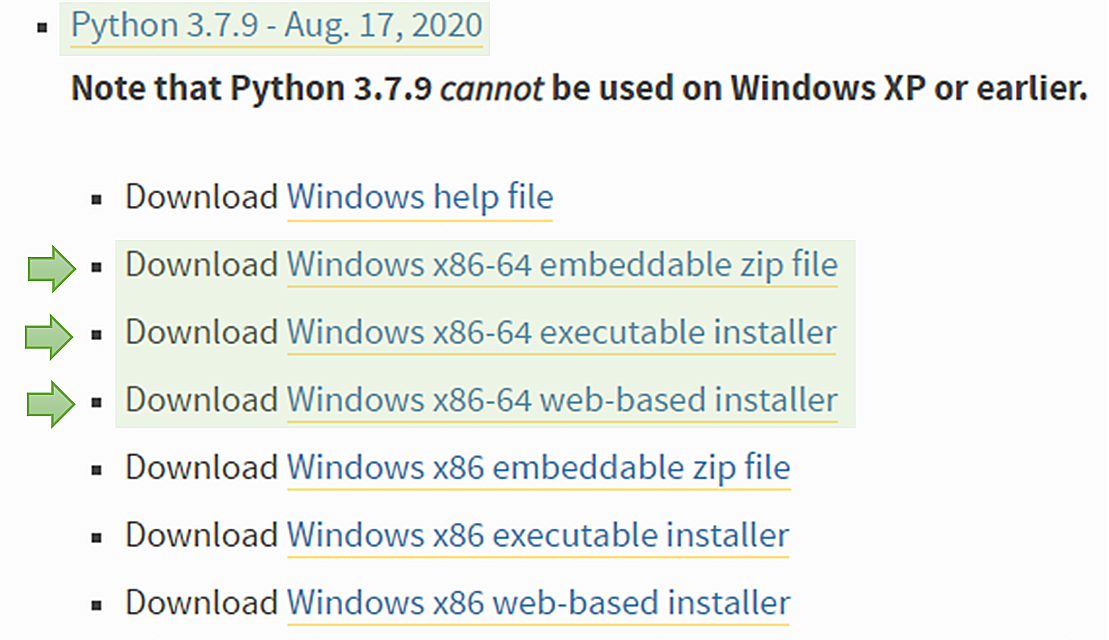 Python 3.7.9 - Aug. 17, 2020
Note that Python 3.7.9 cannot be used on Windows XP or earlier.
Download Windows help file
Download Windows x86-64 embeddable zip file
Download Windows x86-64 executable installer
Download Windows x86-64 web-based installer
Download Windows x86 embeddable zip file
Download Windows x86 executable installer
Download Windows x86 web-based installer